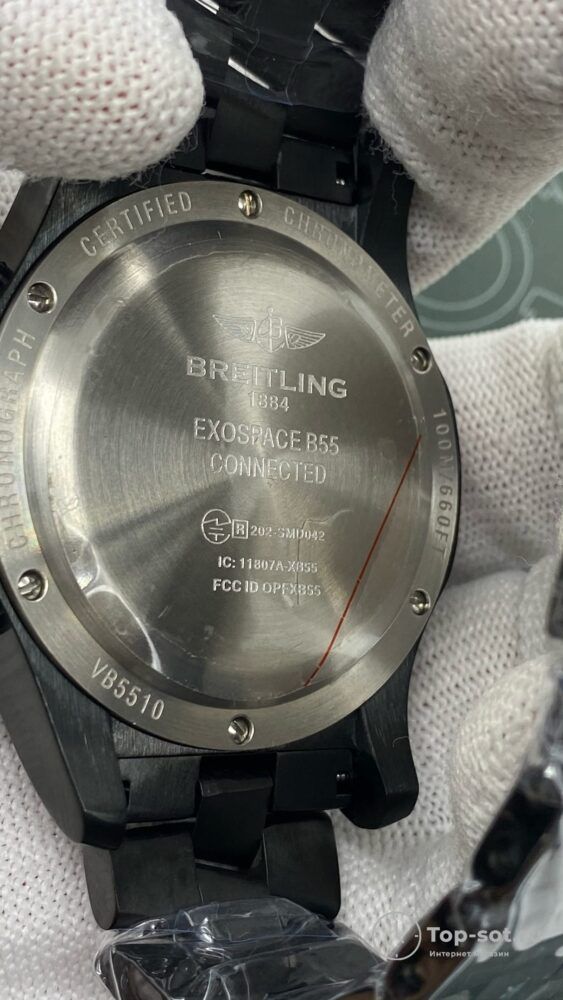 CERTIFIED CHRONOMETER
100M/660FT
VB5510
CHRONOGRAPH
BREITLING
1884
EXOSPACE B55
CONNECTED
R 202-SMD042
IC: 11807A-XB55
FCC ID OPFXB55
Top-sot
Интернет магазин